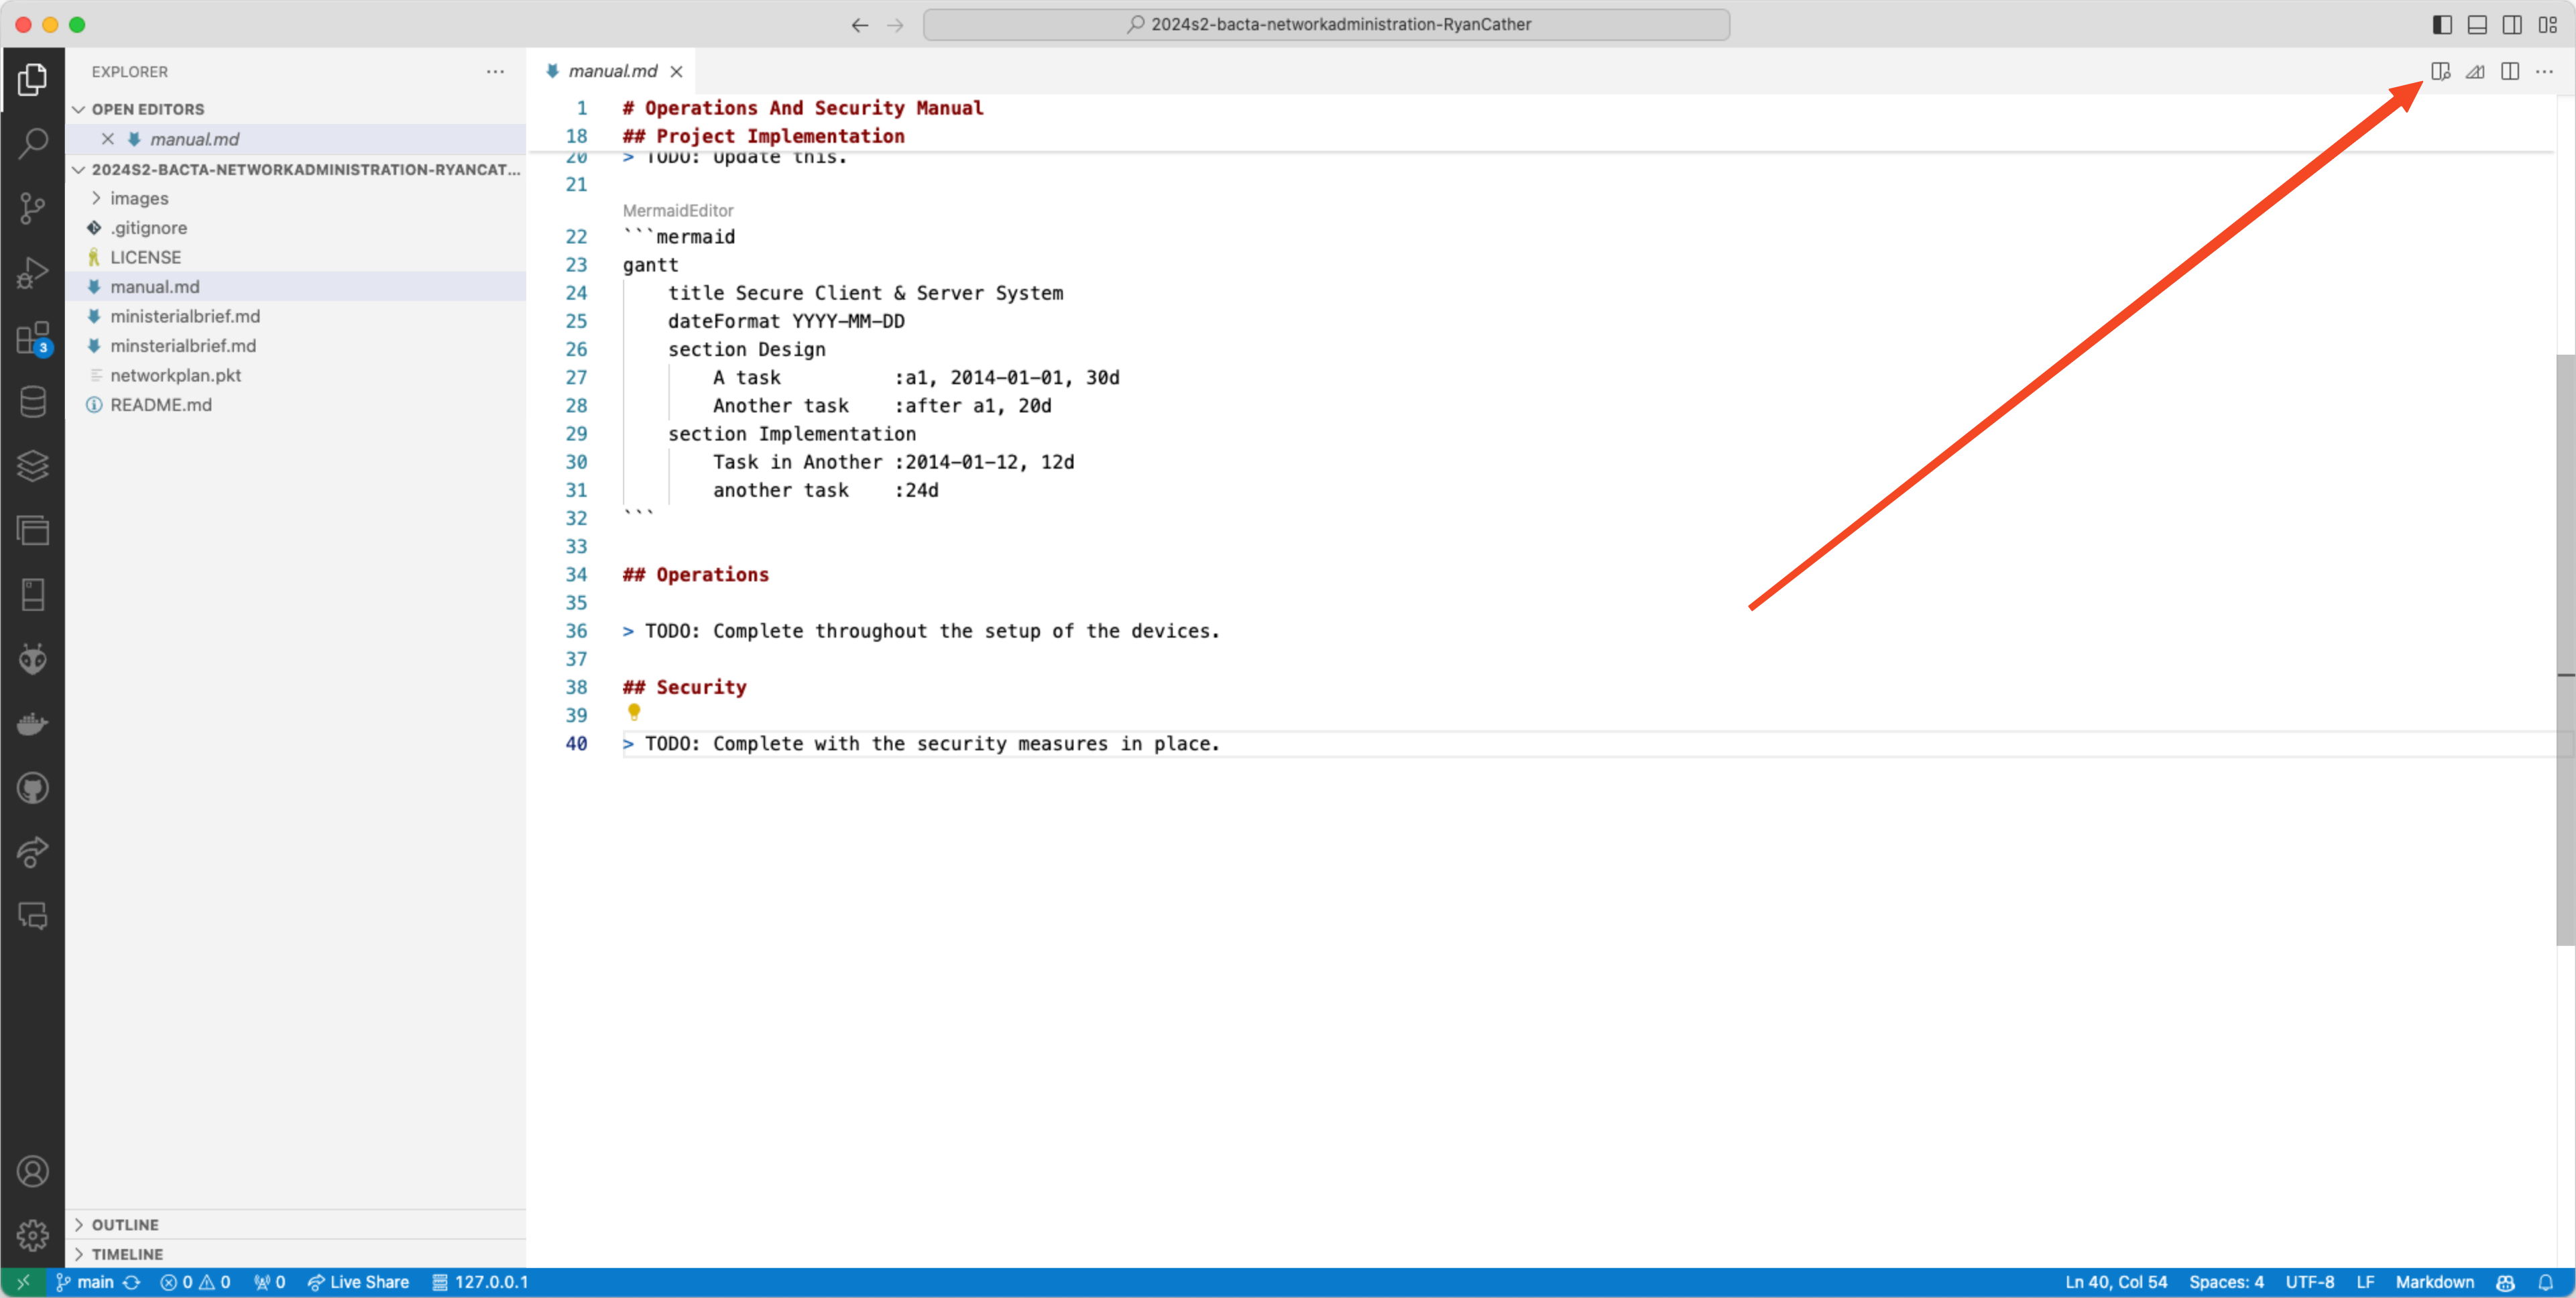 2024s2-bacta-networkadministration-RyanCather
EXPLORER
OPEN EDITORS
manual.md
2024S2-BACTA-NETWORKADMINISTRATION-RYANCAT...
images
.gitignore
LICENSE
manual.md
ministerialbrief.md
minsterialbrief.md
networkplan.pkt
README.md
OUTLINE
TIMELINE
3
manual.md
1 # Operations And Security Manual
18 ## Project Implementation
20 > TODO: Update this.
21
MermaidEditor
22 ```mermaid
23 gantt
24 title Secure Client & Server System
25 dateFormat YYYY-MM-DD
26 section Design
27 A task :a1, 2014-01-01, 30d
28 Another task :after a1, 20d
29 section Implementation
30 Task in Another :2014-01-12, 12d
31 another task :24d
32 ```
33
34 ## Operations
35
36 > TODO: Complete throughout the setup of the devices.
37
38 ## Security
39
40 > TODO: Complete with the security measures in place.
main 0 0 0 Live Share 127.0.0.1 Ln 40, Col 54 Spaces: 4 UTF-8 LF Markdown